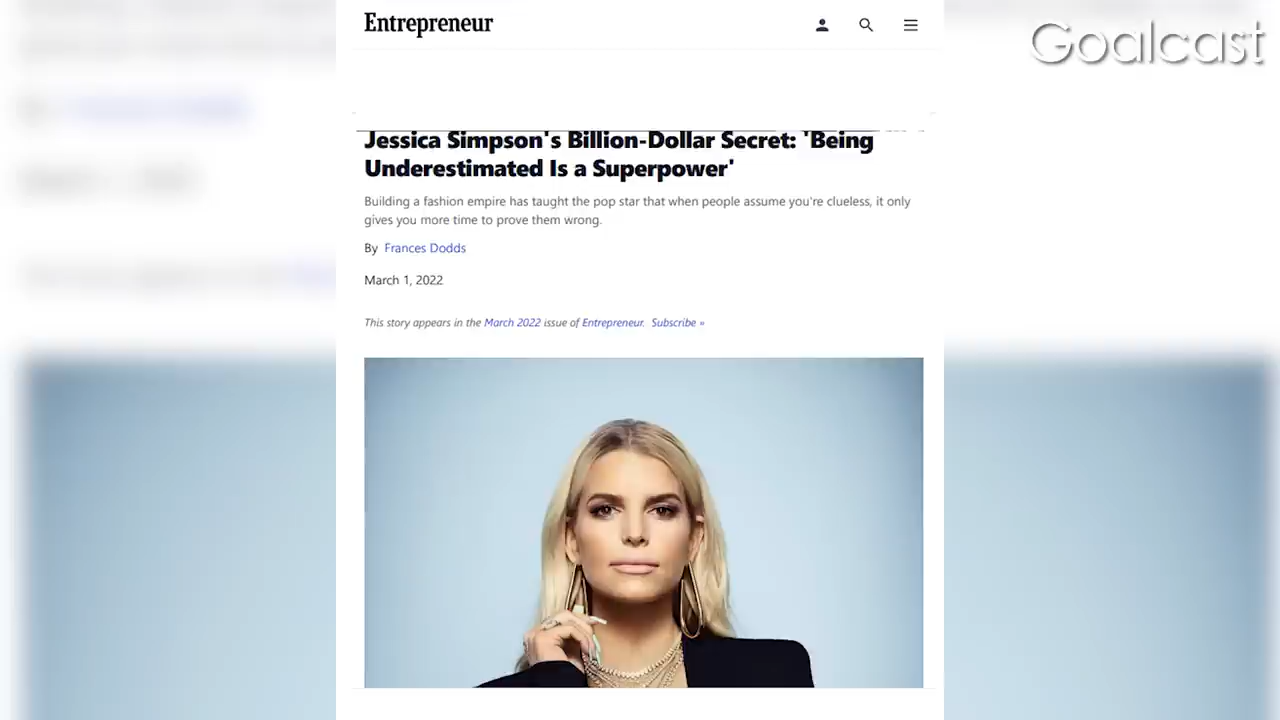 Entrepreneur
Goalcast
Jessica Simpson's Billion-Dollar Secret: 'Being
Underestimated Is a Superpower'
Building a fashion empire has taught the pop star that when people assume you're clueless, it only
gives you more time to prove them wrong.
By Frances Dodds
March 1, 2022
This story appears in the March 2022 issue of Entrepreneur. Subscribe »